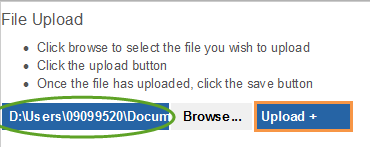 File Upload
Click browse to select the file you wish to upload
Click the upload button
Once the file has uploaded, click the save button
D:\Users\09099520\Docum Browse... Upload +